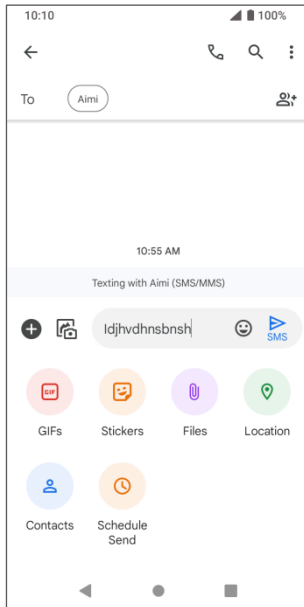 10:10 100%
To Aimi
10:55 AM
Texting with Aimi (SMS/MMS)
Idjhvdhnsbnsh
SMS
GIF
GIFs Stickers Files Location
Contacts Schedule
Send